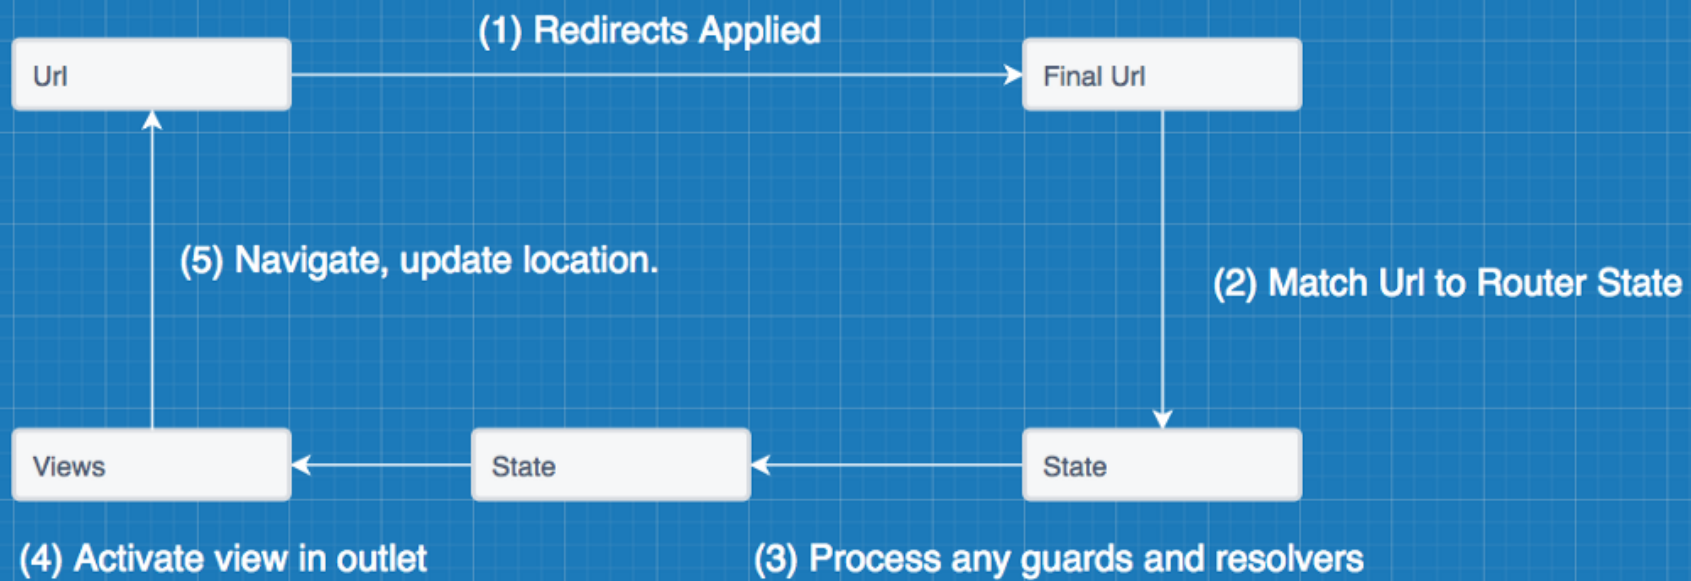 (1) Redirects Applied
Url
Final Url
(5) Navigate, update location.
(2) Match Url to Router State
Views
State
State
(4) Activate view in outlet
(3) Process any guards and resolvers